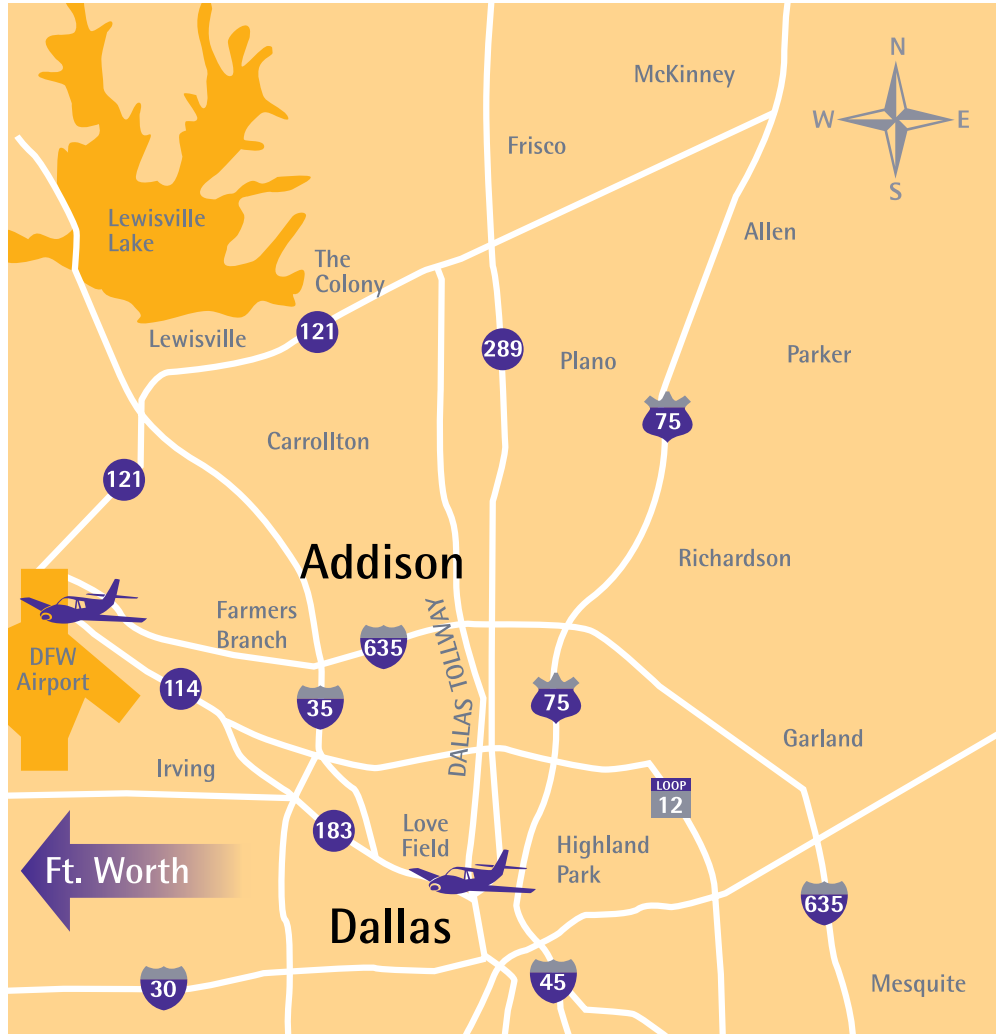 N
McKinney
W
E
Frisco
S
Lewisville
Lake
Allen
The
Colony
121
Lewisville
289
Plano
Parker
75
Carrollton
121
Addison
Richardson
Farmers
Branch
635
DALLAS TOLLWAY
DFW
Airport
114
35
75
Garland
Irving
LOOP
12
183
Love
Field
Highland
Park
Ft. Worth
635
Dallas
30
45
Mesquite